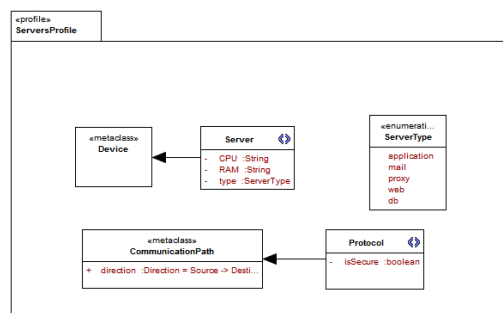 «profile»
ServersProfile
«metaclass»
Device
Server
- CPU :String
- RAM :String
- type :ServerType
«enumerati...
ServerType
application
mail
proxy
web
db
«metaclass»
CommunicationPath
+ direction :Direction = Source -> Desti...
Protocol
- isSecure :boolean